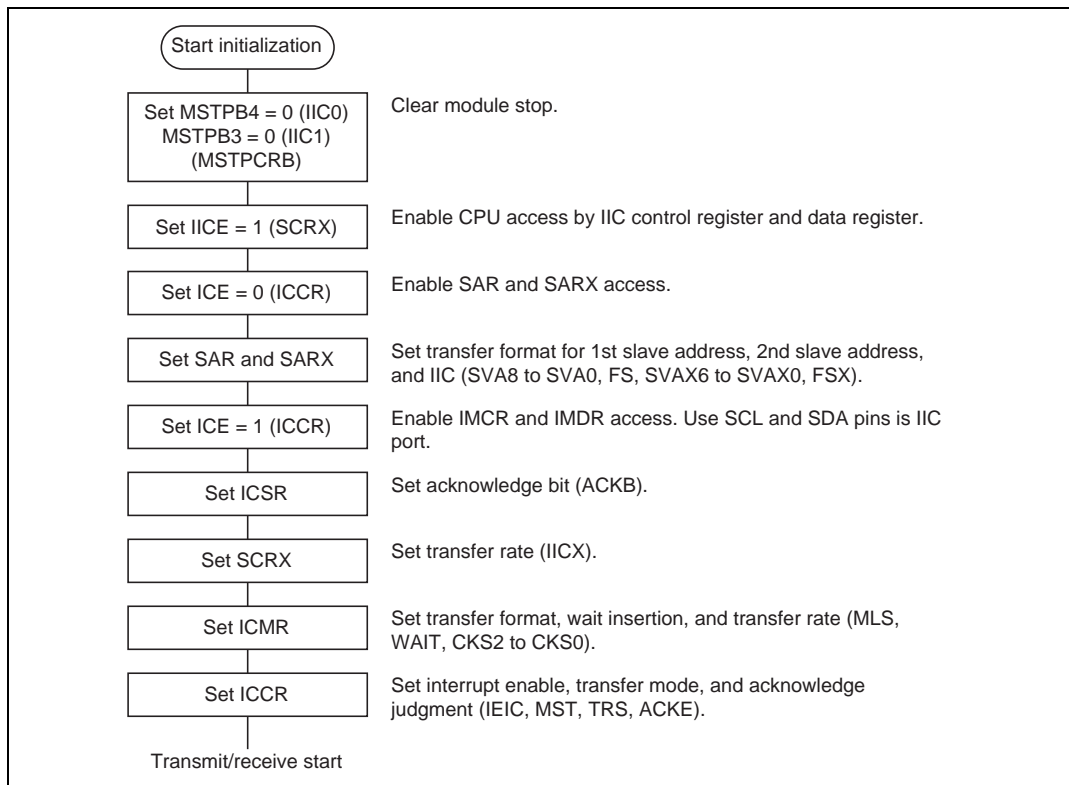 Start initialization
Set MSTPB4 = 0 (IIC0)
MSTPB3 = 0 (IIC1)
(MSTPCRB)
Clear module stop.
Set IICE = 1 (SCRX)
Enable CPU access by IIC control register and data register.
Set ICE = 0 (ICCR)
Enable SAR and SARX access.
Set SAR and SARX
Set transfer format for 1st slave address, 2nd slave address,
and IIC (SVA8 to SVA0, FS, SVAX6 to SVAX0, FSX).
Set ICE = 1 (ICCR)
Enable IMCR and IMDR access. Use SCL and SDA pins is IIC
port.
Set ICSR
Set acknowledge bit (ACKB).
Set SCRX
Set transfer rate (IICX).
Set ICMR
Set transfer format, wait insertion, and transfer rate (MLS,
WAIT, CKS2 to CKS0).
Set ICCR
Set interrupt enable, transfer mode, and acknowledge
judgment (IEIC, MST, TRS, ACKE).
Transmit/receive start